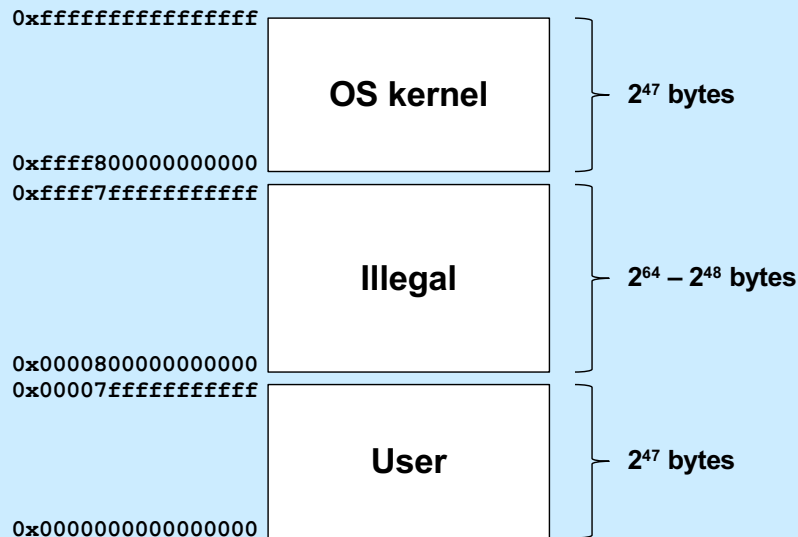 0xffffffffffffffff
OS kernel
2⁴⁷ bytes
0xffff800000000000
0xffff7fffffffffff
Illegal
2⁶⁴ – 2⁴⁸ bytes
0x0000800000000000
0x00007fffffffffff
User
2⁴⁷ bytes
0x0000000000000000